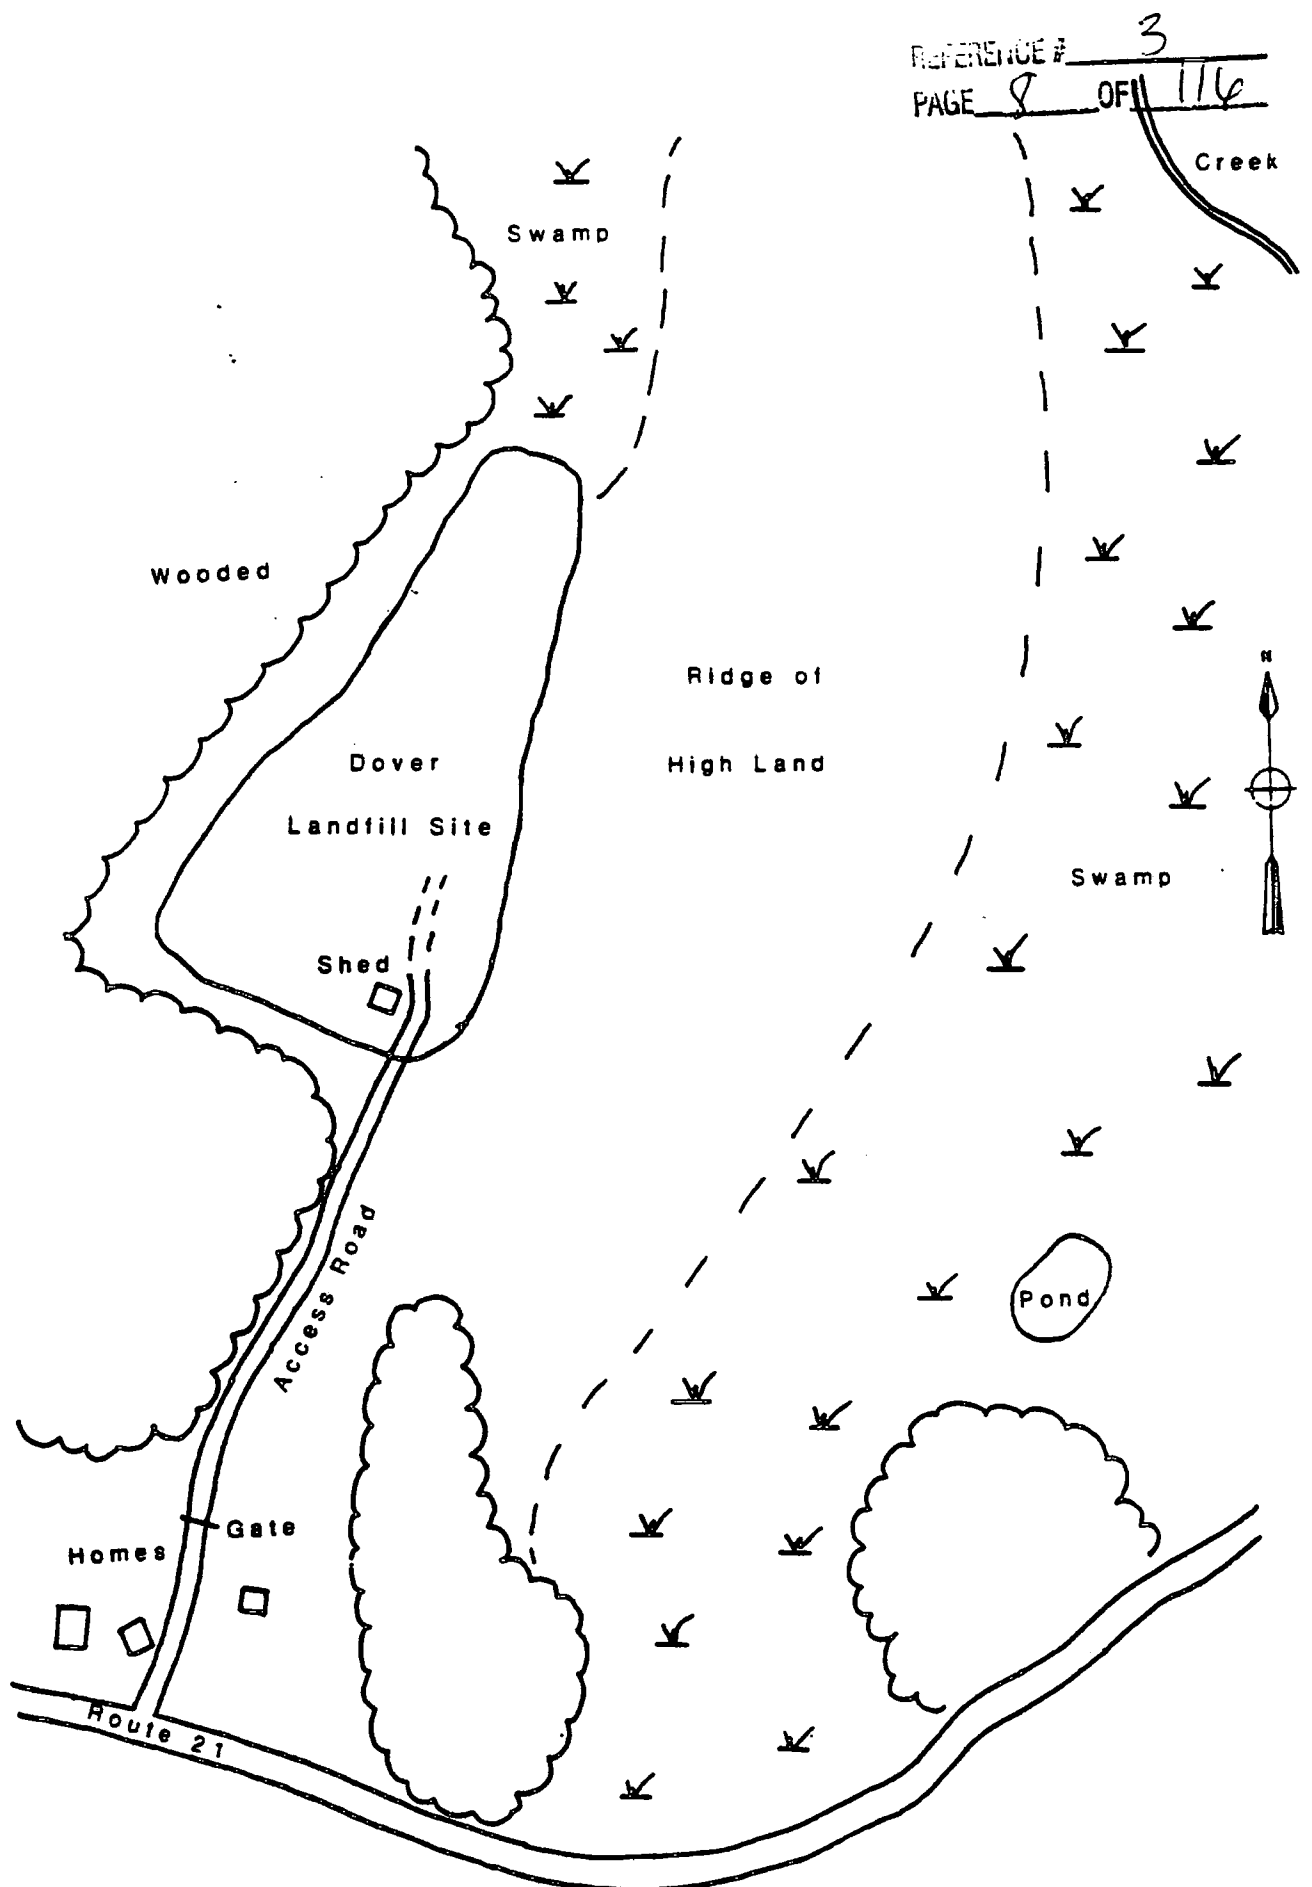 REFERENCE # 3
PAGE 8 OF 116
Creek
Swamp
Wooded
Ridge of
High Land
N
Dover
Landfill Site
Swamp
Shed
Access Road
Pond
Gate
Homes
Route 21